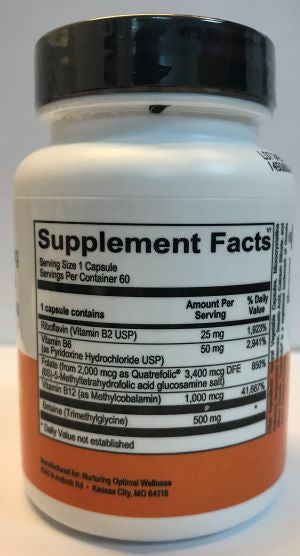 Supplement Facts
Serving Size 1 Capsule
Servings Per Container 60
1 capsule contains Amount Per Serving % Daily Value
Riboflavin (Vitamin B2 USP) 25 mg 1,923%
Vitamin B6 50 mg 2,941%
(as Pyridoxine Hydrochloride USP)
Folate (from 2,000 mcg as Quatrefolic® 3,400 mcg DFE 850%
(6S)-5-Methyltetrahydrofolic acid glucosamine salt)
Vitamin B12 (as Methylcobalamin) 1,000 mcg 41,667%
Betaine (Trimethylglycine) 500 mg *
* Daily Value not established
Manufactured for: Nurturing Optimal Wellness
N Antioch Rd • Kansas City, MO 64119
LOT